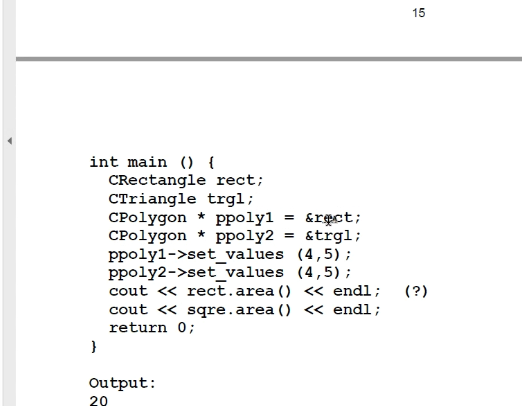 15
int main () {
CRectangle rect;
CTriangle trgl;
CPolygon * ppoly1 = &rect;
CPolygon * ppoly2 = &trgl;
ppoly1->set_values (4,5);
ppoly2->set_values (4,5);
cout << rect.area() << endl; (?)
cout << sqre.area() << endl;
return 0;
}
Output:
20